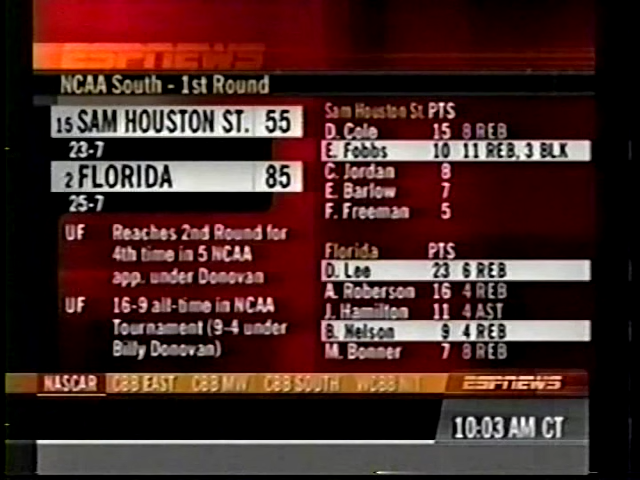 ESPNEWS
NCAA South - 1st Round
15 SAM HOUSTON ST. 55
23-7
2 FLORIDA 85
25-7
UF Reaches 2nd Round for
4th time in 5 NCAA
app. under Donovan
UF 16-9 all-time in NCAA
Tournament (9-4 under
Billy Donovan)
Sam Houston St PTS
D. Cole 15 8 REB
E. Fobbs 10 11 REB, 3 BLK
C. Jordan 8
E. Barlow 7
F. Freeman 5
Florida PTS
D. Lee 23 6 REB
A. Roberson 16 4 REB
J. Hamilton 11 4 AST
B. Nelson 9 4 REB
M. Bonner 7 8 REB
NASCAR CBB EAST CBB MW CBB SOUTH WCBB NIT ESPNEWS
10:03 AM CT